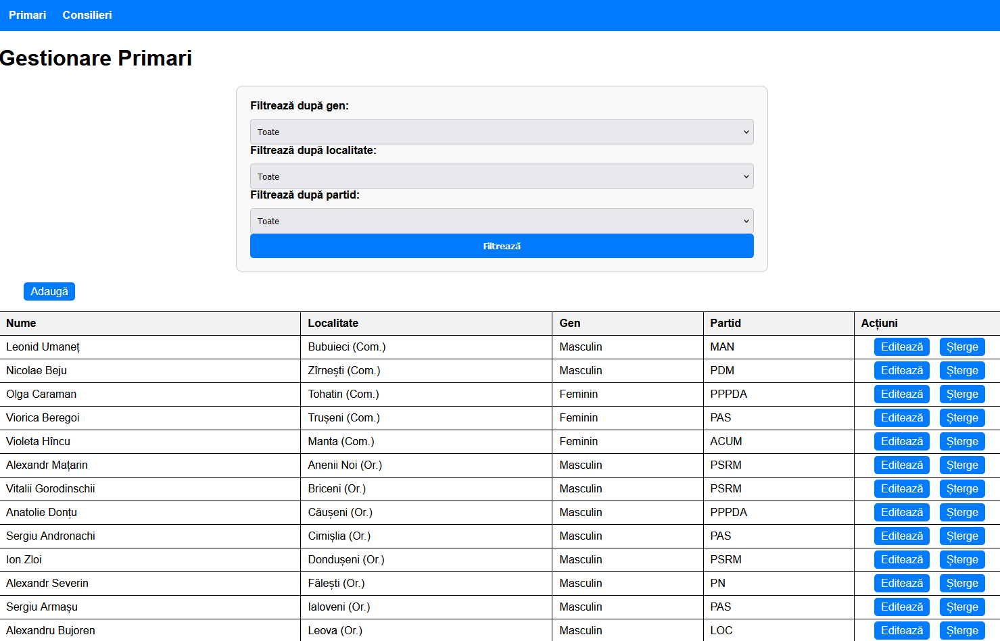 Primari Consilieri
Gestionare Primari
Filtrează după gen:
Toate
Filtrează după localitate:
Toate
Filtrează după partid:
Toate
Filtrează
Adaugă
Nume Localitate Gen Partid Acțiuni
Leonid Umaneț Bubuieci (Com.) Masculin MAN Editează Șterge
Nicolae Beju Zîrnești (Com.) Masculin PDM Editează Șterge
Olga Caraman Tohatin (Com.) Feminin PPPDA Editează Șterge
Viorica Beregoi Trușeni (Com.) Feminin PAS Editează Șterge
Violeta Hîncu Manta (Com.) Feminin ACUM Editează Șterge
Alexandr Mațarin Anenii Noi (Or.) Masculin PSRM Editează Șterge
Vitalii Gorodinschii Briceni (Or.) Masculin PSRM Editează Șterge
Anatolie Donțu Căușeni (Or.) Masculin PPPDA Editează Șterge
Sergiu Andronachi Cimișlia (Or.) Masculin PAS Editează Șterge
Ion Zloi Dondușeni (Or.) Masculin PSRM Editează Șterge
Alexandr Severin Fălești (Or.) Masculin PN Editează Șterge
Sergiu Armașu Ialoveni (Or.) Masculin PAS Editează Șterge
Alexandru Bujoren Leova (Or.) Masculin LOC Editează Șterge